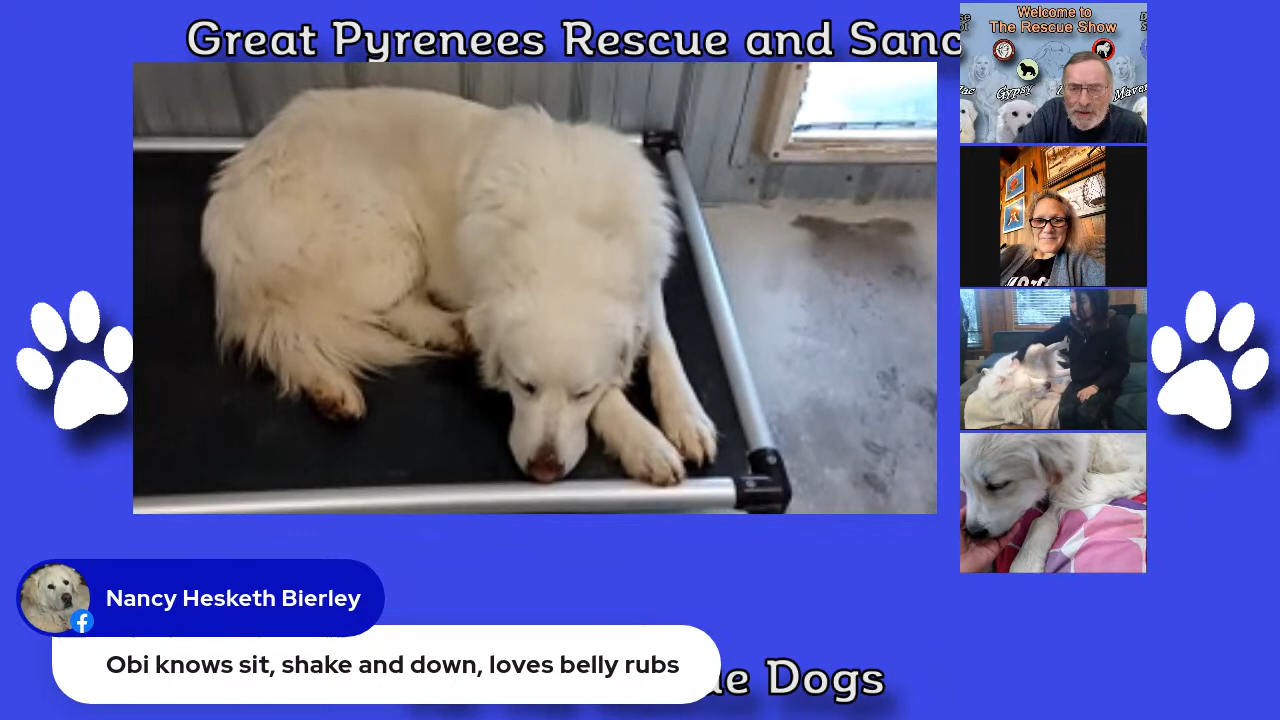 Great Pyrenees Rescue and Sanc
Welcome to
The Rescue Show
Gypsy
Maver
Nancy Hesketh Bierley
Obi knows sit, shake and down, loves belly rubs
Dogs